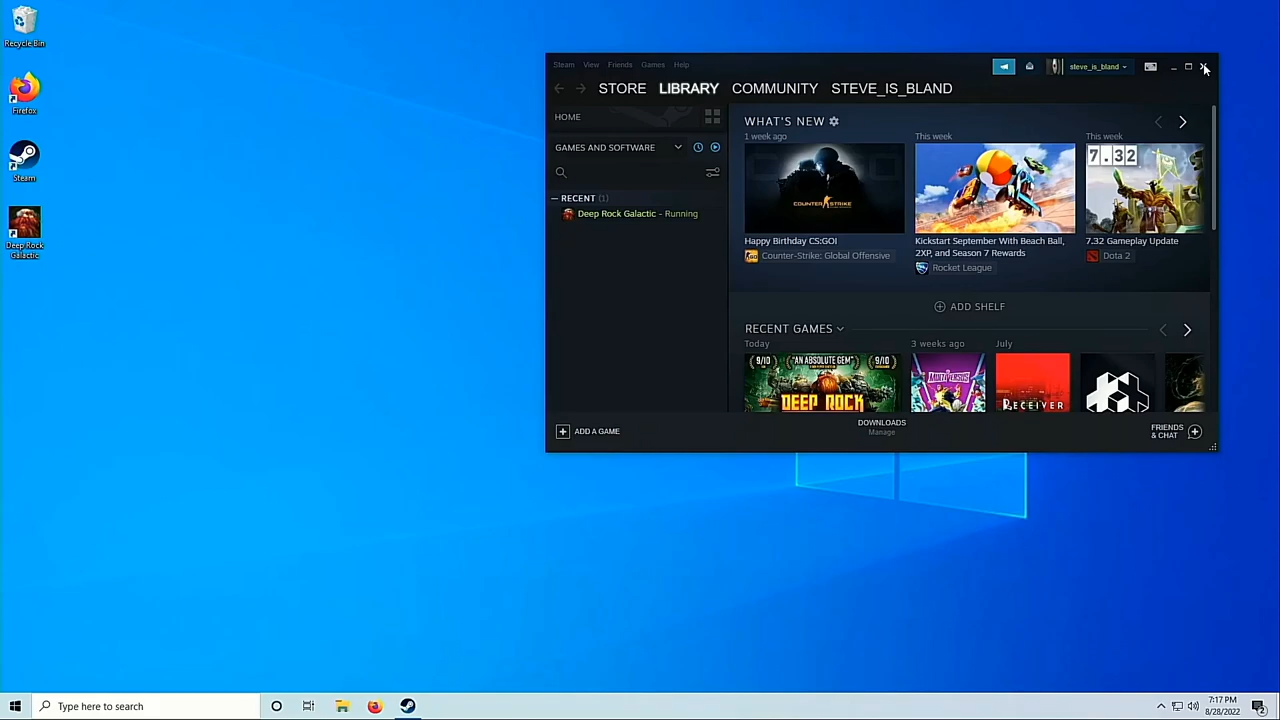 Recycle Bin
Firefox
Steam
Deep Rock
Galactic
Steam View Friends Games Help
steve_is_bland
STORE LIBRARY COMMUNITY STEVE_IS_BLAND
HOME
GAMES AND SOFTWARE
RECENT (1)
Deep Rock Galactic - Running
WHAT'S NEW
1 week ago
COUNTER STRIKE
Happy Birthday CS:GO!
Counter-Strike: Global Offensive
This week
Kickstart September With Beach Ball,
2XP, and Season 7 Rewards
Rocket League
This week
7.32
7.32 Gameplay Update
Dota 2
ADD SHELF
RECENT GAMES
Today
9/10 "AN ABSOLUTE GEM" 9/10
DEEP ROCK
3 weeks ago
July
RECEIVER
ADD A GAME
DOWNLOADS
Manage
FRIENDS
& CHAT
Type here to search
7:17 PM
8/28/2022
2